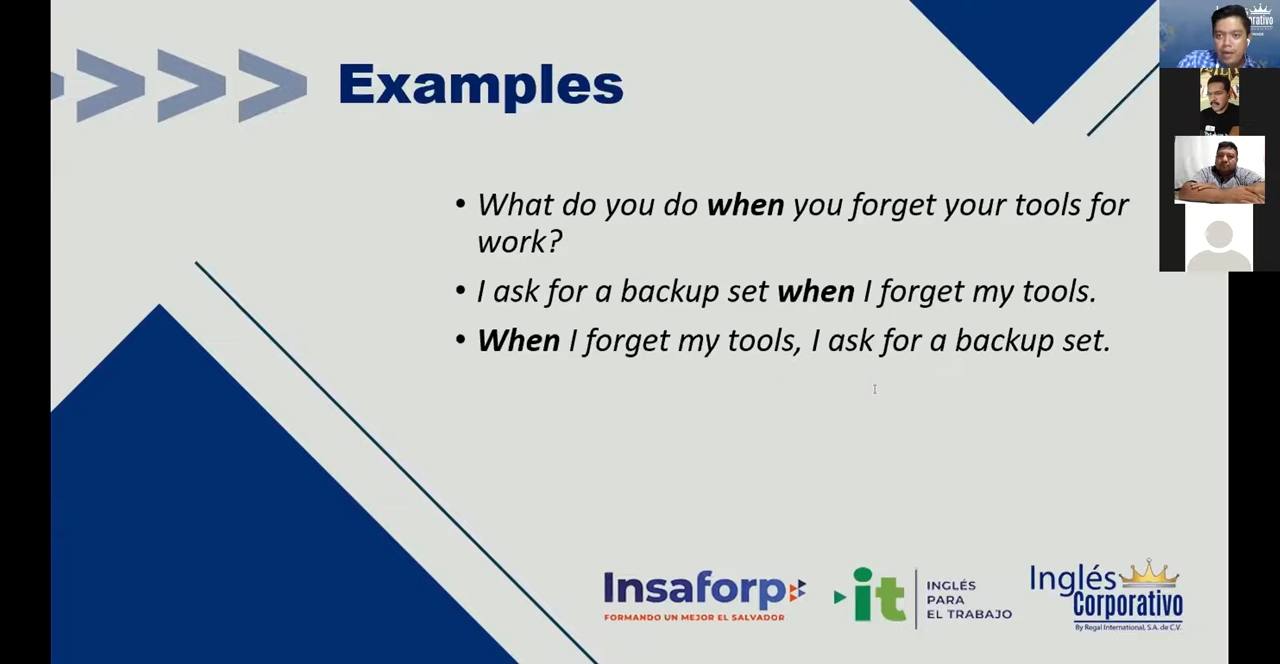 Examples
• What do you do when you forget your tools for
work?
• I ask for a backup set when I forget my tools.
• When I forget my tools, I ask for a backup set.
Insaforp
FORMANDO UN MEJOR EL SALVADOR
it
INGLÉS
PARA
EL TRABAJO
Inglés
Corporativo
By Regal International, S.A. de C.V.